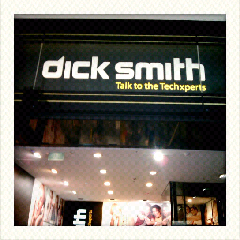 dick smith
Talk to the Techxperts